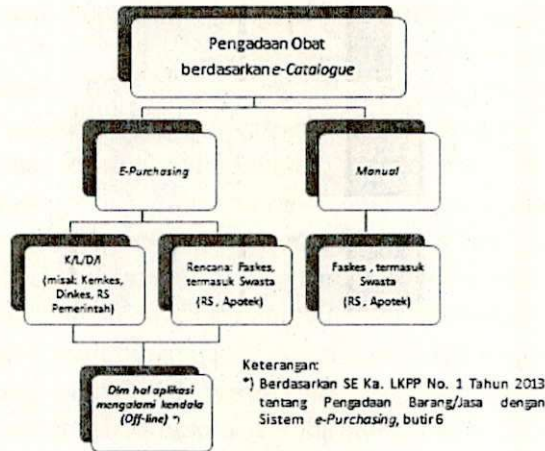 Pengadaan Obat
berdasarkan e-Catalogue
E-Purchasing
Manual
K/L/D/I
(misal: Kemkes,
Dinkes, RS
Pemerintah)
Rencana: Faskes,
termasuk Swasta
(RS, Apotek)
Faskes, termasuk
Swasta
(RS, Apotek)
Dlm hal aplikasi
mengalami kendala
(Off-line) *)
Keterangan:
*) Berdasarkan SE Ka. LKPP No. 1 Tahun 2013
tentang Pengadaan Barang/Jasa dengan
Sistem e-Purchasing, butir 6